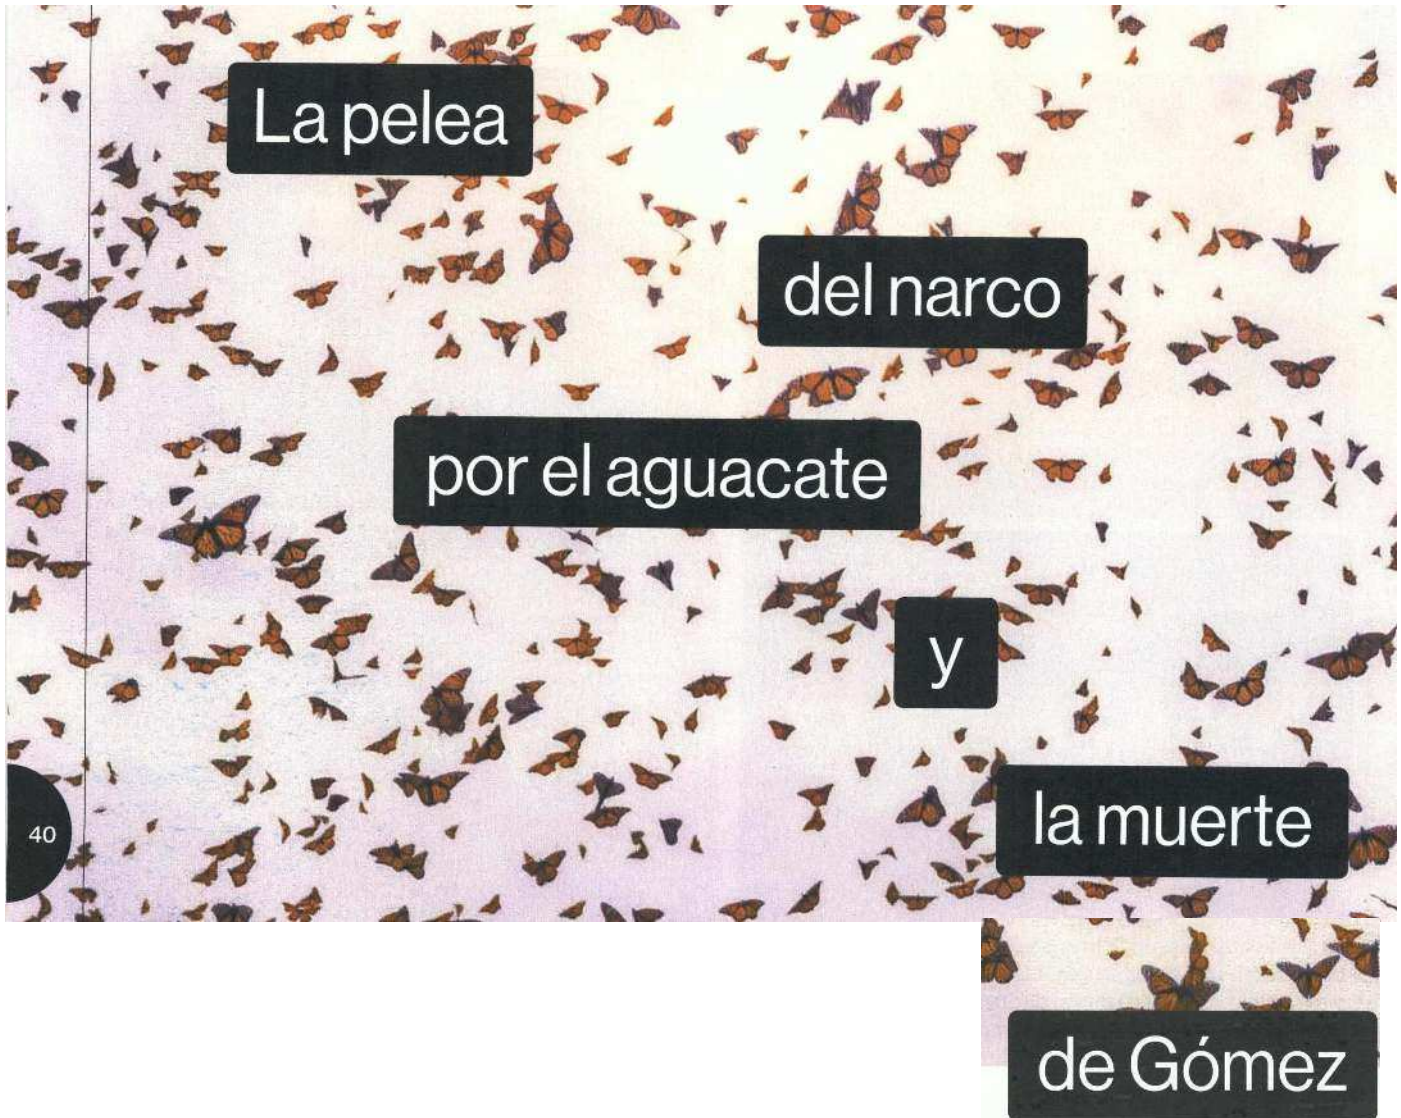 La pelea
del narco
por el aguacate
y
la muerte
40
de Gómez